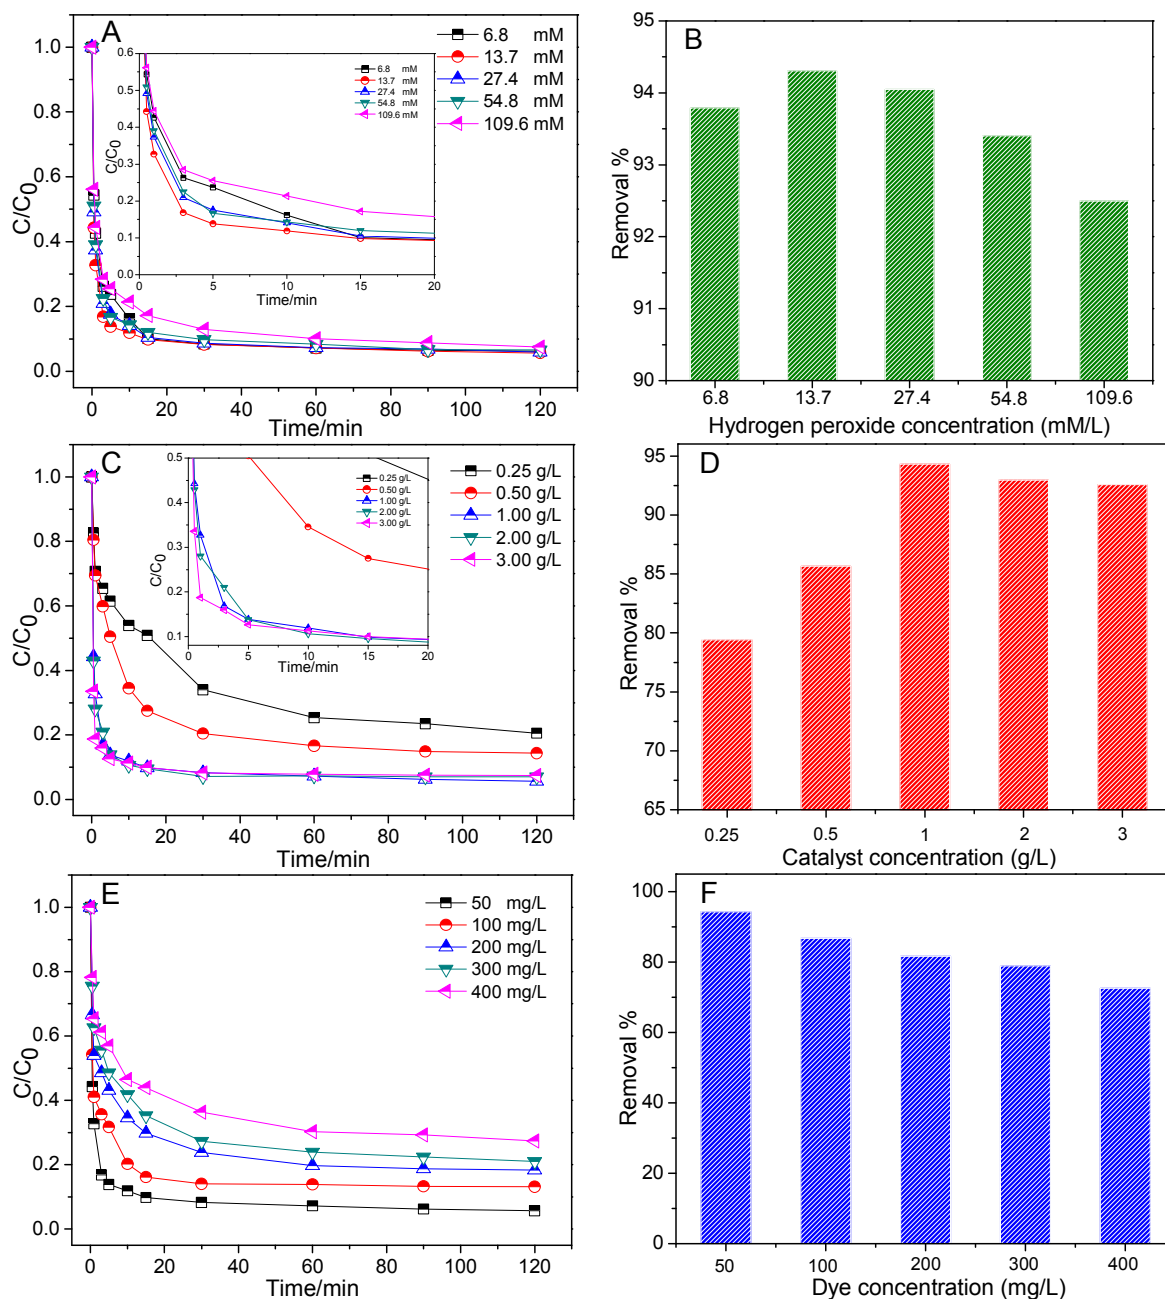 A
6.8 mM
13.7 mM
27.4 mM
54.8 mM
109.6 mM
1.0
0.8
0.6
0.4
0.2
0.0
C/C0
0 20 40 60 80 100 120
Time/min
0.6
0.5
0.4
0.3
0.2
0.1
0.0
C/C0
6.8 mM
13.7 mM
27.4 mM
54.8 mM
109.6 mM
5 10 15 20
Time/min
B
95
94
93
92
91
90
Removal %
6.8 13.7 27.4 54.8 109.6
Hydrogen peroxide concentration (mM/L)
C
0.25 g/L
0.50 g/L
1.00 g/L
2.00 g/L
3.00 g/L
1.0
0.8
0.6
0.4
0.2
0.0
C/C0
0 20 40 60 80 100 120
Time/min
0.5
0.4
0.3
0.2
0.1
C/C0
0.25 g/L
0.50 g/L
1.00 g/L
2.00 g/L
3.00 g/L
5 10 15 20
Time/min
D
95
90
85
80
75
70
65
Removal %
0.25 0.5 1 2 3
Catalyst concentration (g/L)
E
50 mg/L
100 mg/L
200 mg/L
300 mg/L
400 mg/L
1.0
0.8
0.6
0.4
0.2
0.0
C/C0
0 20 40 60 80 100 120
Time/min
F
100
80
60
40
20
0
Removal %
50 100 200 300 400
Dye concentration (mg/L)